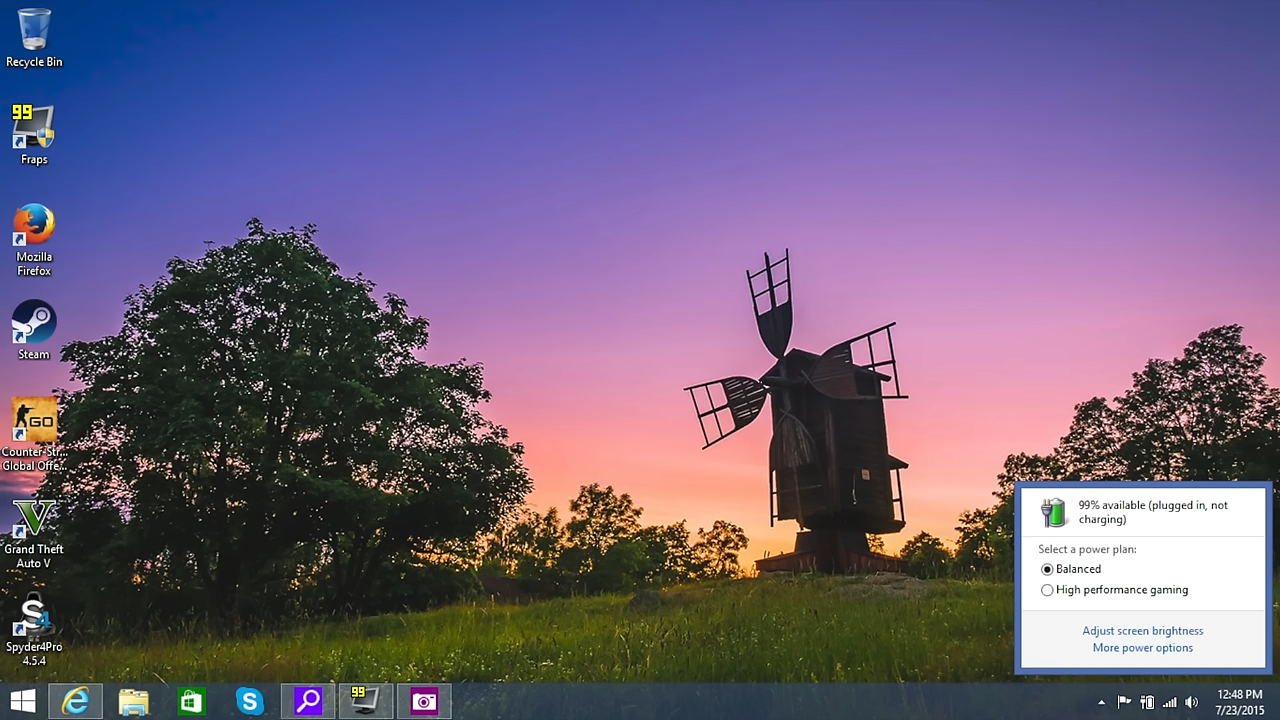 Recycle Bin
99
Fraps
Mozilla
Firefox
Steam
GO
Counter-Str...
Global Offe...
V
Grand Theft
Auto V
S
4
Spyder4Pro
4.5.4
99% available (plugged in, not
charging)
Select a power plan:
Balanced
High performance gaming
Adjust screen brightness
More power options
99
12:48 PM
7/23/2015